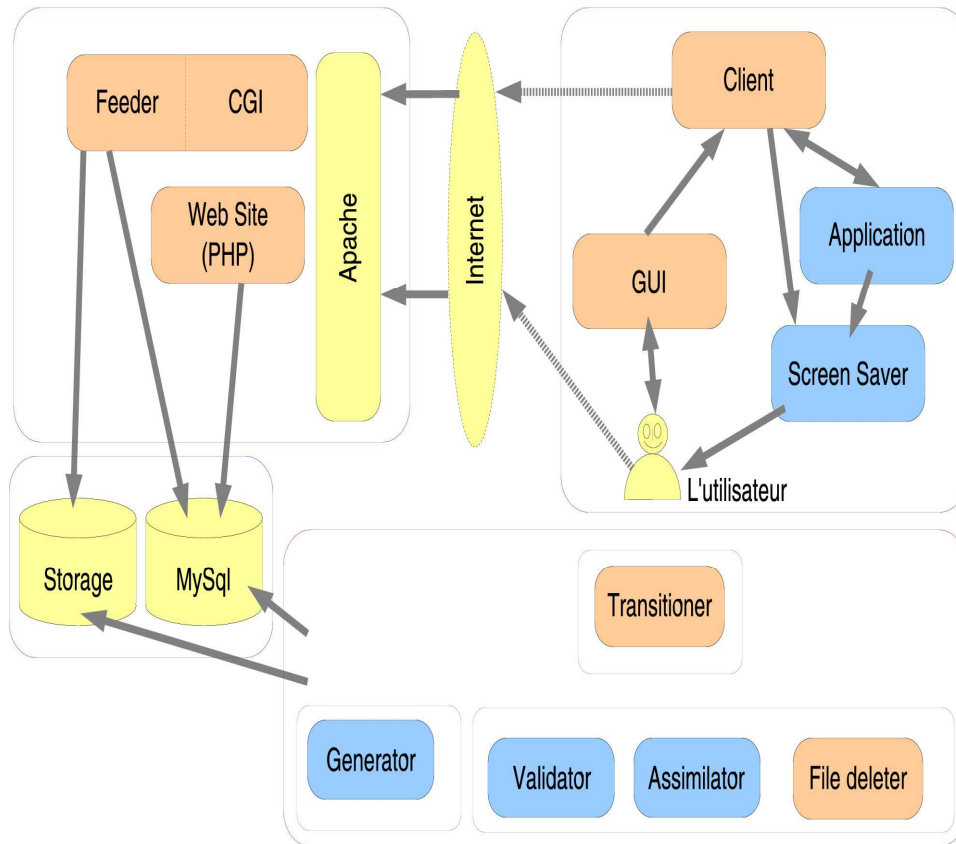 Feeder
CGI
Web Site
(PHP)
Apache
Internet
Client
Application
GUI
Screen Saver
L'utilisateur
Storage
MySql
Transitioner
Generator
Validator
Assimilator
File deleter